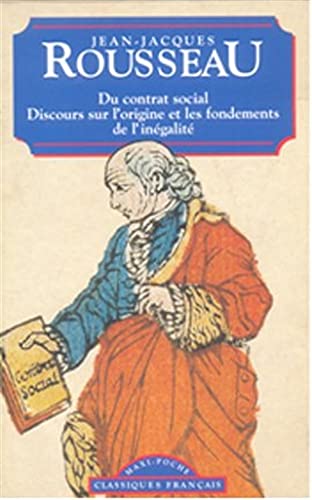 JEAN-JACQUES
ROUSSEAU
Du contrat social
Discours sur l'origine et les fondements
de l'inégalité
Contrat
Social
MAXI-POCHE
CLASSIQUES FRANÇAIS